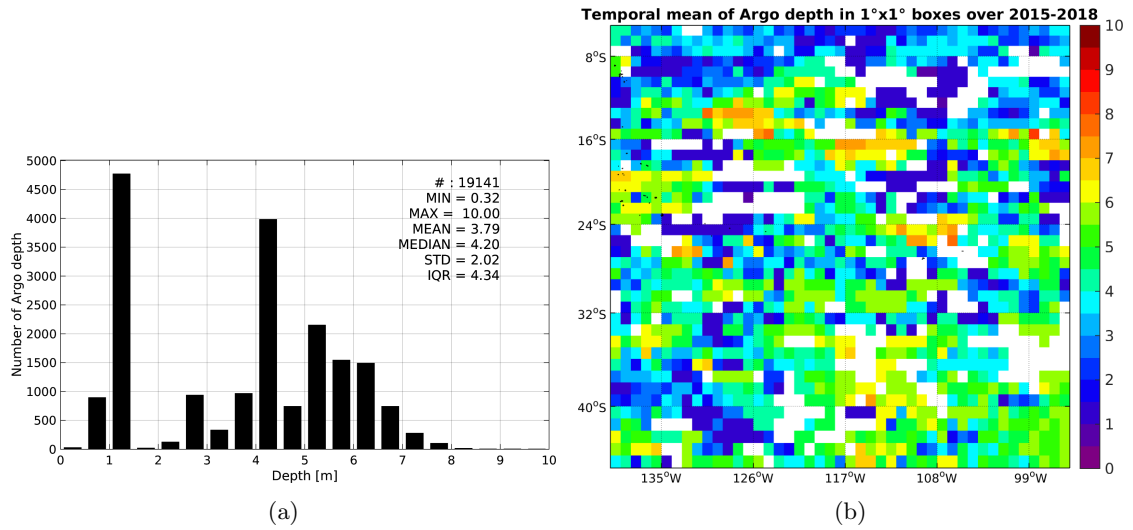 Temporal mean of Argo depth in 1°x1° boxes over 2015-2018
5000
4500
4000
3500
3000
2500
2000
1500
1000
500
0
Number of Argo depth
# : 19141
MIN = 0.32
MAX = 10.00
MEAN = 3.79
MEDIAN = 4.20
STD = 2.02
IQR = 4.34
0 1 2 3 4 5 6 7 8 9 10
Depth [m]
(a)
8°S
16°S
24°S
32°S
40°S
135°W 126°W 117°W 108°W 99°W
10
9
8
7
6
5
4
3
2
1
0
(b)